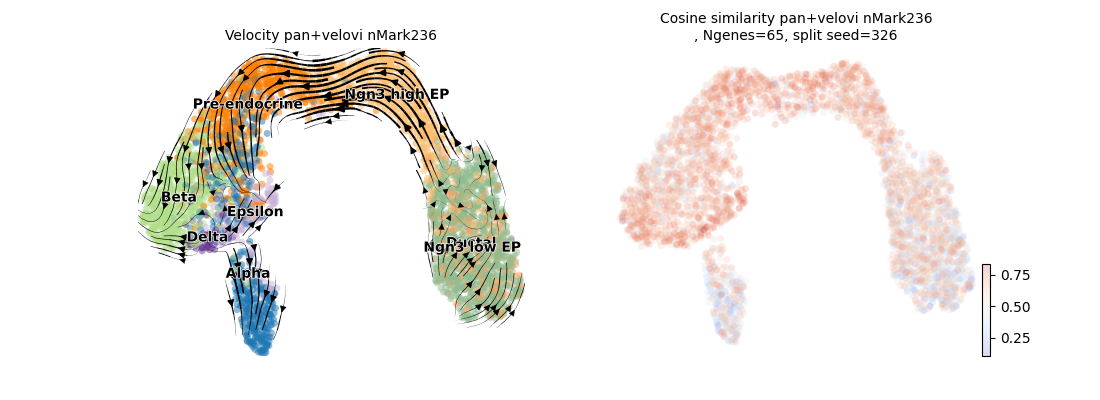 Velocity pan+velovi nMark236
Pre-endocrine
Ngn3 high EP
Beta
Epsilon
Delta
Ductal
Ngn3 low EP
Alpha
Cosine similarity pan+velovi nMark236
, Ngenes=65, split seed=326
0.75
0.50
0.25